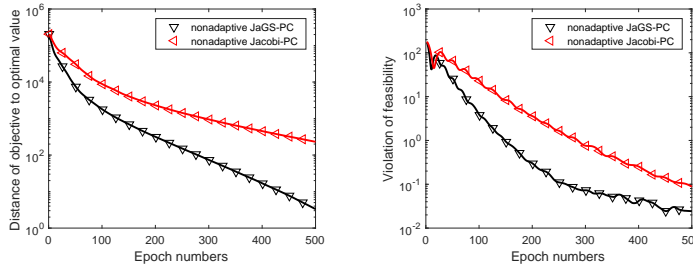 nonadaptive JaGS-PC
nonadaptive Jacobi-PC
Distance of objective to optimal value
10^6
10^4
10^2
10^0
0 100 200 300 400 500
Epoch numbers
nonadaptive JaGS-PC
nonadaptive Jacobi-PC
Violation of feasibility
10^3
10^2
10^1
10^0
10^-1
10^-2
0 100 200 300 400 500
Epoch numbers